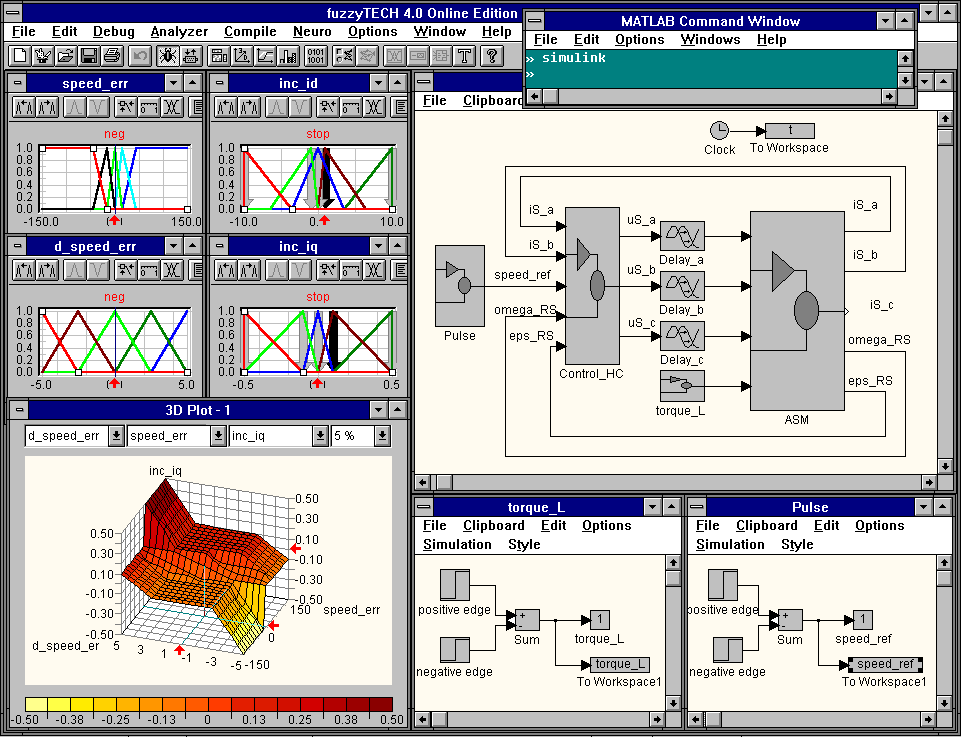 fuzzyTECH 4.0 Online Edition
File Edit Debug Analyzer Compile Neuro Options Window Help
MATLAB Command Window
File Edit Options Windows Help
» simulink
»
speed_err
neg
1.0
0.8
0.6
0.4
0.2
0.0
-150.0 150.0
inc_id
stop
1.0
0.8
0.6
0.4
0.2
0.0
-10.0 10.0
d_speed_err
neg
1.0
0.8
0.6
0.4
0.2
0.0
-5.0 5.0
inc_iq
stop
1.0
0.8
0.6
0.4
0.2
0.0
-0.5 0.5
File Clipboard
Clock
t
To Workspace
iS_a
iS_b
speed_ref
omega_RS
eps_RS
Pulse
Control_HC
uS_a
uS_b
uS_c
Delay_a
Delay_b
Delay_c
torque_L
ASM
iS_a
iS_b
iS_c
omega_RS
eps_RS
3D Plot - 1
d_speed_err speed_err inc_iq 5 %
inc_iq
0.50
0.30
0.10
-0.10
-0.30
-0.50
0.50
0.30
0.10
-0.10
-0.30
-0.50
150
0
-150
speed_err
d_speed_er
5 3 1 -1 -3 -5
-0.50 -0.38 -0.25 -0.13 0 0.13 0.25 0.38 0.50
torque_L
File Clipboard Edit Options
Simulation Style
positive edge
negative edge
+
-
Sum
1
torque_L
torque_L
To Workspace1
Pulse
File Clipboard Edit Options
Simulation Style
positive edge
negative edge
+
-
Sum
1
speed_ref
speed_ref
To Workspace1